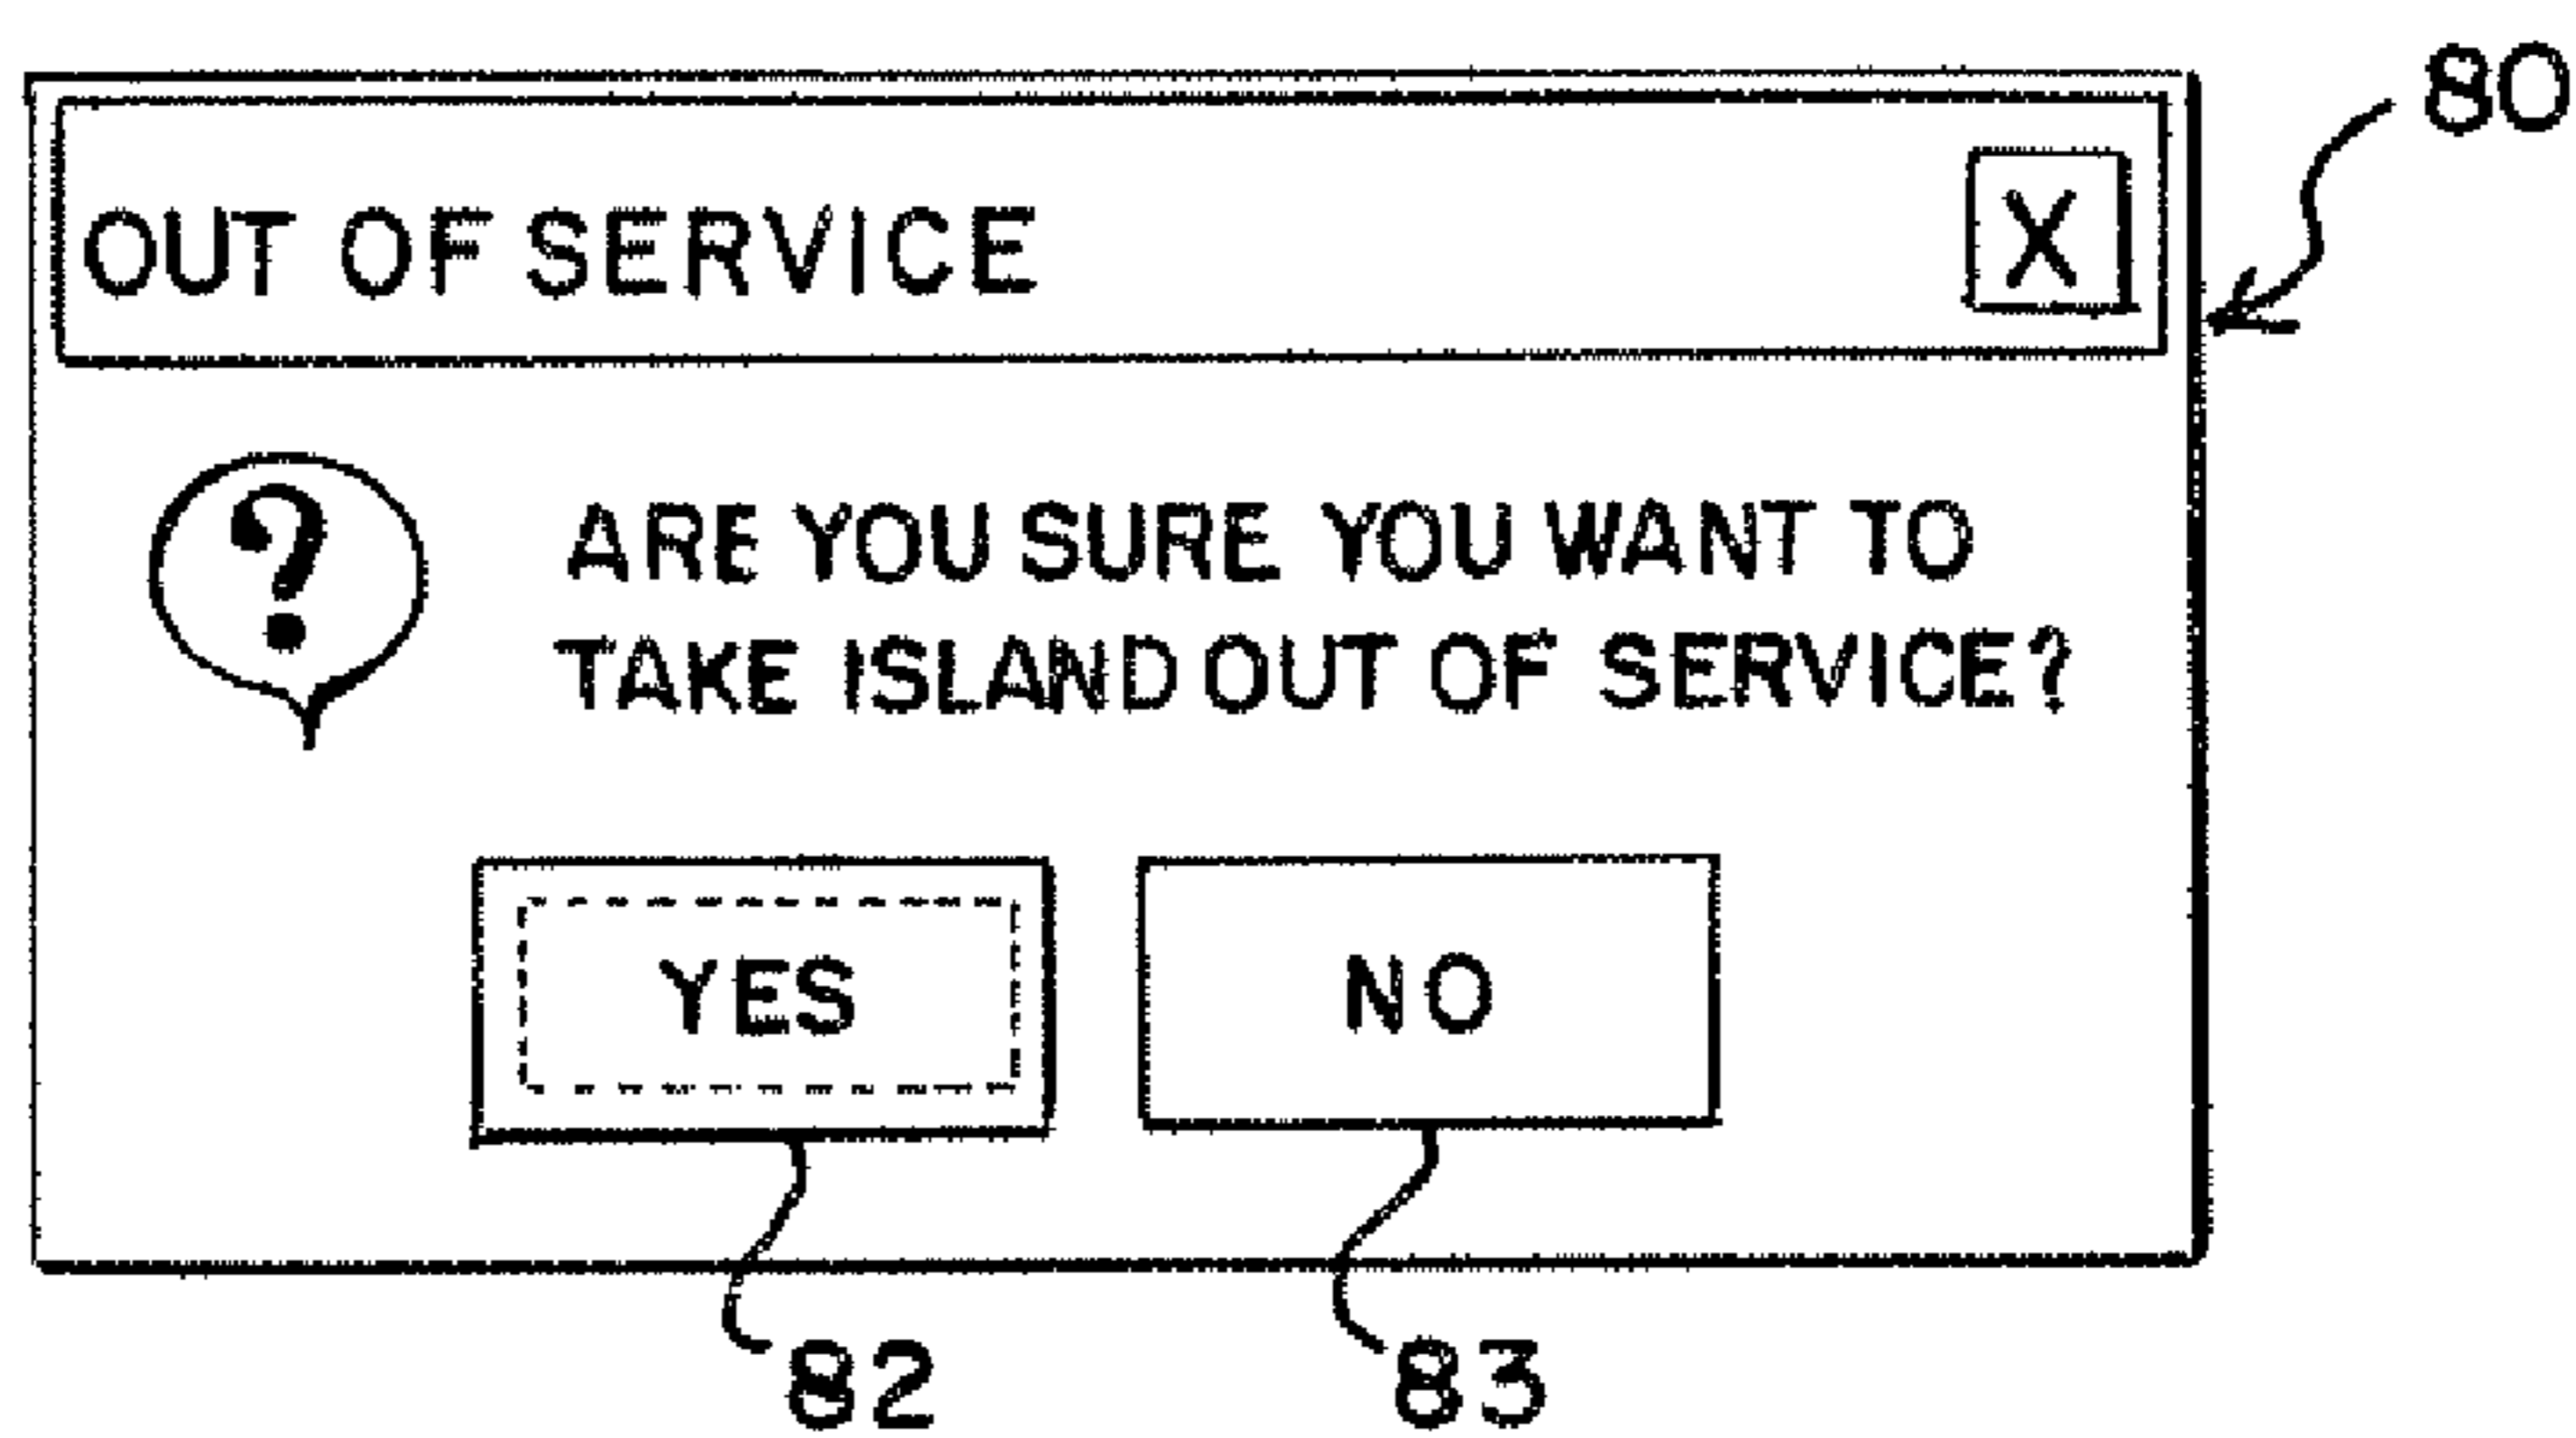 80
OUT OF SERVICE X
?
ARE YOU SURE YOU WANT TO
TAKE ISLAND OUT OF SERVICE?
YES NO
82 83